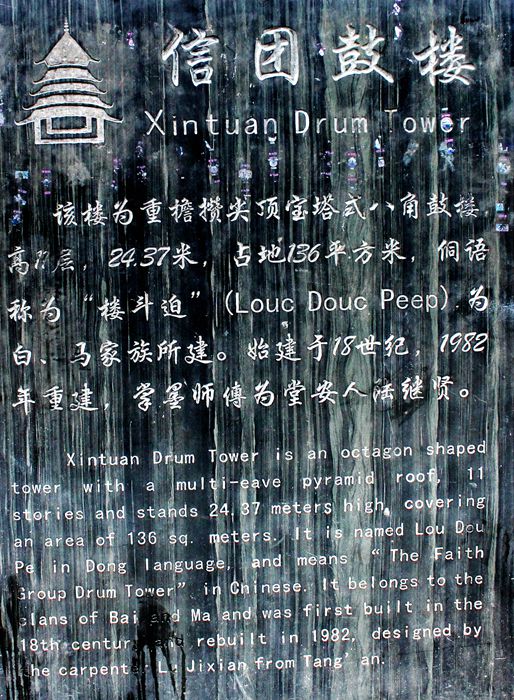 信团鼓楼
Xintuan Drum Tower
该楼为重檐攒尖顶宝塔式八角鼓楼,
高11层, 24.37米, 占地136平方米, 侗语
称为“楼斗迫”(Louc Douc Peep).为
白、马家族所建。始建于18世纪, 1982
年重建, 掌墨师傅为堂安人陆继贤。
Xintuan Drum Tower is an octagon shaped
tower with a multi-eave pyramid roof, 11
stories and stands 24.37 meters high, covering
an area of 136 sq. meters. It is named Lou Dou
Pe in Dong language, and means “The Faith
Group Drum Tower” in Chinese. It belongs to the
clans of Bai and Ma and was first built in the
18th century and rebuilt in 1982, designed by
the carpenter Lu Jixian from Tang'an.